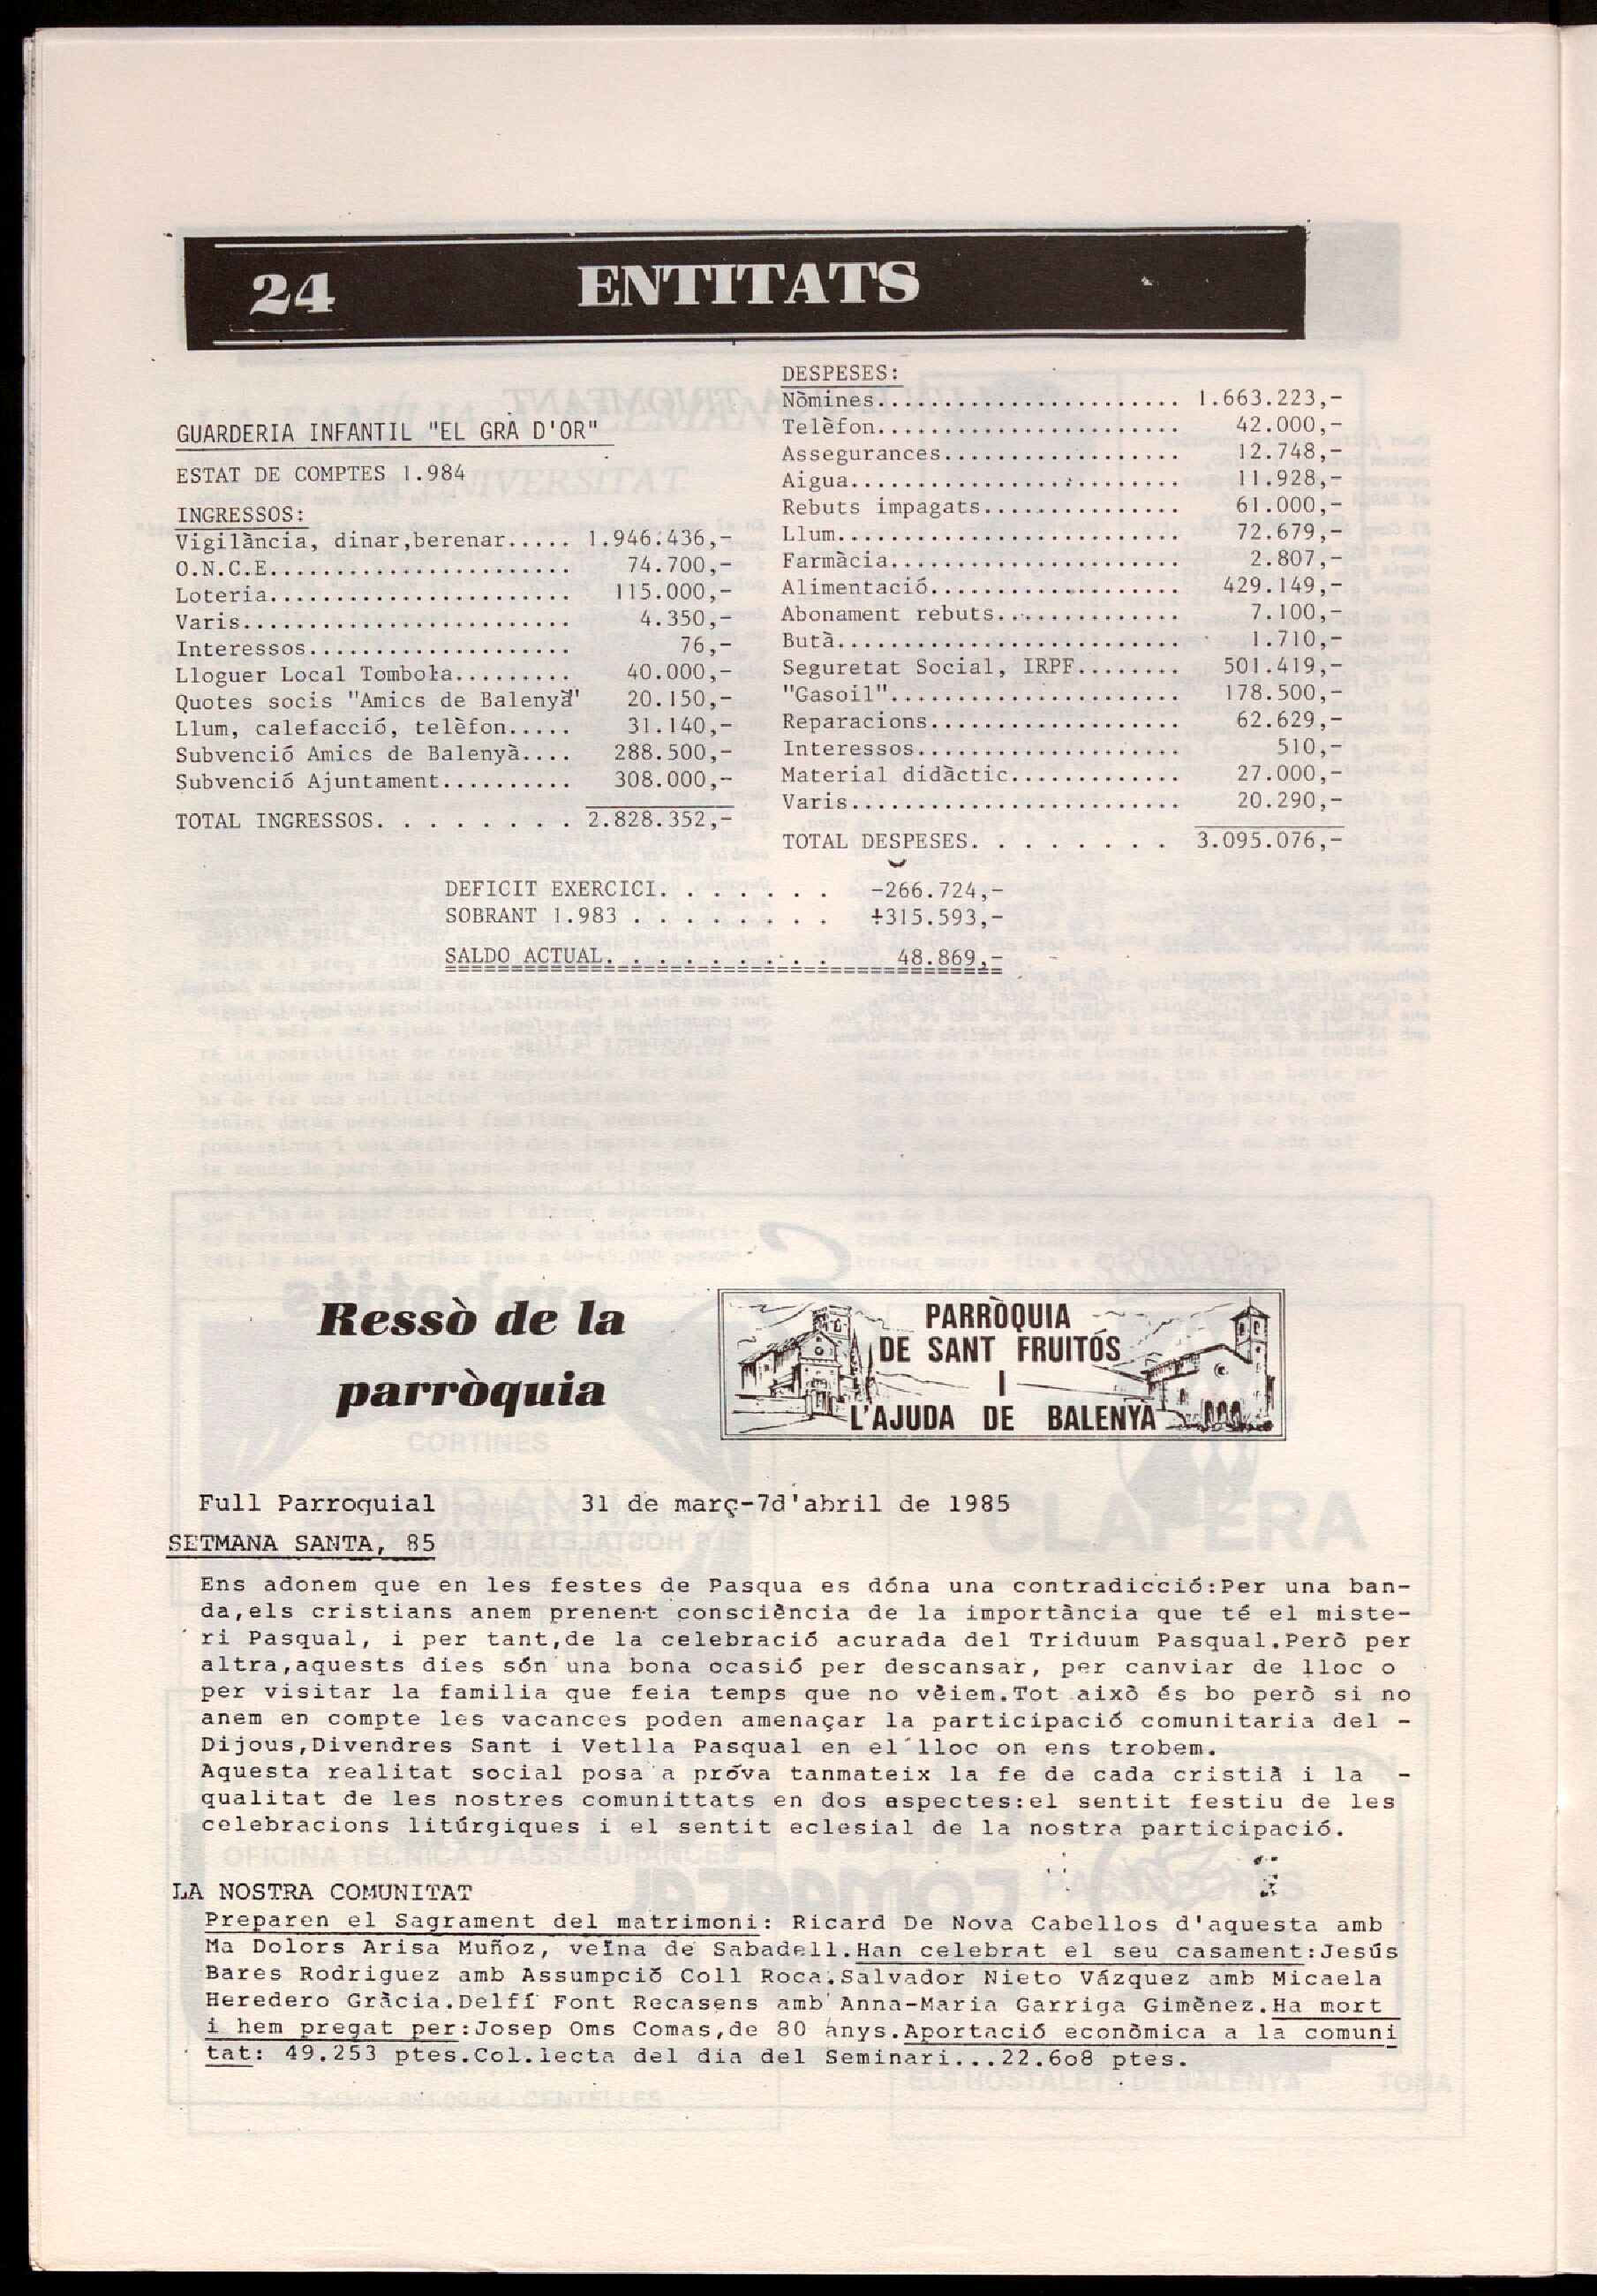 24 ENTITATS
GUARDERIA INFANTIL "EL GRÀ D'OR"
ESTAT DE COMPTES 1.984
INGRESSOS:
Vigilància, dinar,berenar..... 1.946.436,-
O.N.C.E....................... 74.700,-
Loteria....................... 115.000,-
Varis......................... 4.350,-
Interessos.................... 76,-
Lloguer Local Tombola......... 40.000,-
Quotes socis "Amics de Balenyà" 20.150,-
Llum, calefacció, telèfon..... 31.140,-
Subvenció Amics de Balenyà.... 288.500,-
Subvenció Ajuntament.......... 308.000,-
TOTAL INGRESSOS. . . . . . . . 2.828.352,-
DESPESES:
Nòmines....................... 1.663.223,-
Telèfon....................... 42.000,-
Assegurances.................. 12.748,-
Aigua......................... 11.928,-
Rebuts impagats............... 61.000,-
Llum.......................... 72.679,-
Farmàcia...................... 2.807,-
Alimentació................... 429.149,-
Abonament rebuts.............. 7.100,-
Butà.......................... 1.710,-
Seguretat Social, IRPF........ 501.419,-
"Gasoil"...................... 178.500,-
Reparacions................... 62.629,-
Interessos.................... 510,-
Material didàctic............. 27.000,-
Varis......................... 20.290,-
TOTAL DESPESES. . . . . . . . 3.095.076,-
DEFICIT EXERCICI. . . . . . . -266.724,-
SOBRANT 1.983 . . . . . . . . +315.593,-
SALDO ACTUAL. . . . . . . . . 48.869,-
Ressò de la
parròquia
PARRÒQUIA
DE SANT FRUITÓS
I
L'AJUDA DE BALENYÀ
Full Parroquial 31 de març-7d'abril de 1985
SETMANA SANTA, 85
Ens adonem que en les festes de Pasqua es dóna una contradicció:Per una ban-
da,els cristians anem prenent consciència de la importància que té el miste-
ri Pasqual, i per tant,de la celebració acurada del Triduum Pasqual.Però per
altra,aquests dies són una bona ocasió per descansar, per canviar de lloc o
per visitar la familia que feia temps que no vèiem.Tot això és bo però si no
anem en compte les vacances poden amenaçar la participació comunitaria del -
Dijous,Divendres Sant i Vetlla Pasqual en el lloc on ens trobem.
Aquesta realitat social posa a próva tanmateix la fe de cada cristià i la -
qualitat de les nostres comunittats en dos aspectes:el sentit festiu de les
celebracions litúrgiques i el sentit eclesial de la nostra participació.
LA NOSTRA COMUNITAT
Preparen el Sagrament del matrimoni: Ricard De Nova Cabellos d'aquesta amb
Ma Dolors Arisa Muñoz, veïna de Sabadell.Han celebrat el seu casament:Jesús
Bares Rodriguez amb Assumpció Coll Roca.Salvador Nieto Vázquez amb Micaela
Heredero Gràcia.Delfí Font Recasens amb Anna-Maria Garriga Gimènez.Ha mort
i hem pregat per:Josep Oms Comas,de 80 anys.Aportació econòmica a la comuni
tat: 49.253 ptes.Col.lecta del dia del Seminari...22.6o8 ptes.